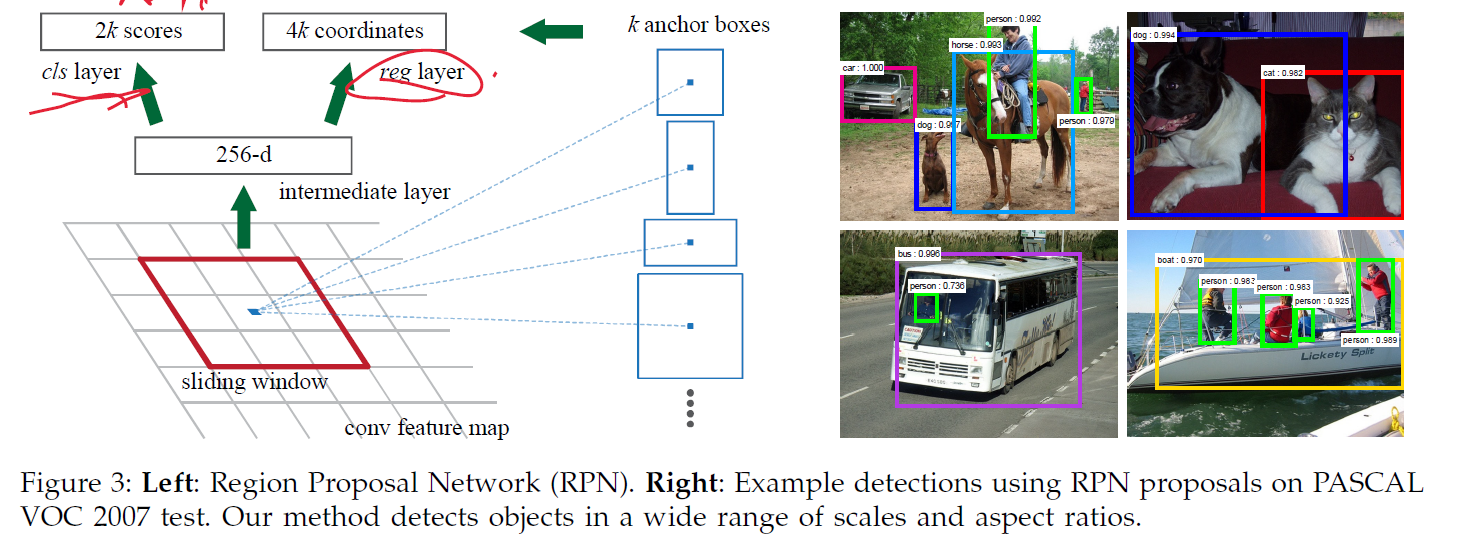 2k scores
4k coordinates
k anchor boxes
cls layer
reg layer
256-d
intermediate layer
sliding window
conv feature map
person : 0.992
horse : 0.993
car : 1.000
dog : 0.997
person : 0.979
dog : 0.994
cat : 0.982
bus : 0.996
person : 0.736
boat : 0.970
person : 0.983
person : 0.983
person : 0.925
person : 0.989
Lickety Split
Figure 3: Left: Region Proposal Network (RPN). Right: Example detections using RPN proposals on PASCAL
VOC 2007 test. Our method detects objects in a wide range of scales and aspect ratios.